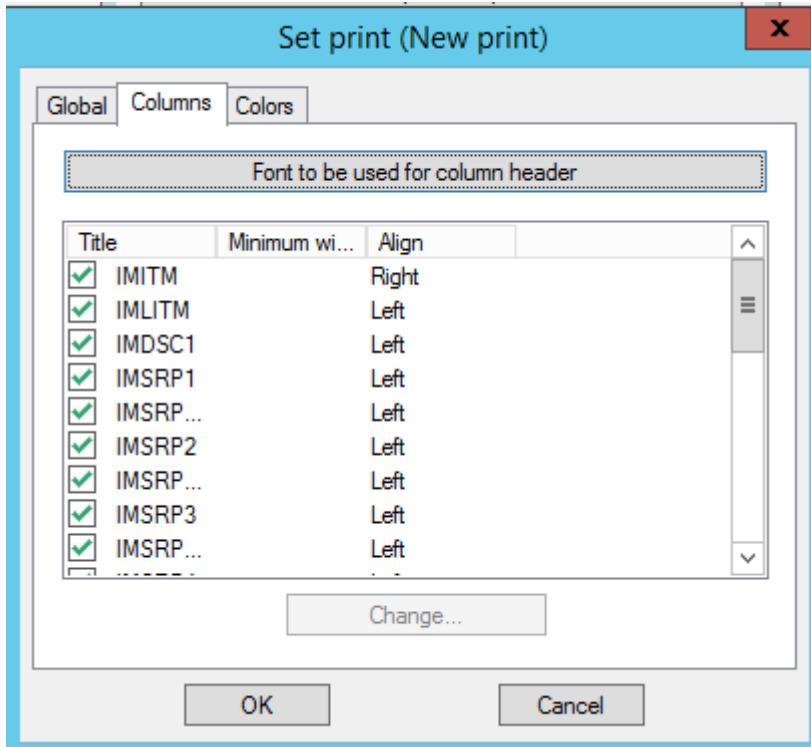 Set print (New print)
x
Global Columns Colors
Font to be used for column header
Title Minimum wi... Align
IMITM Right
IMLITM Left
IMDSC1 Left
IMSRP1 Left
IMSRP... Left
IMSRP2 Left
IMSRP... Left
IMSRP3 Left
IMSRP... Left
Change...
OK Cancel